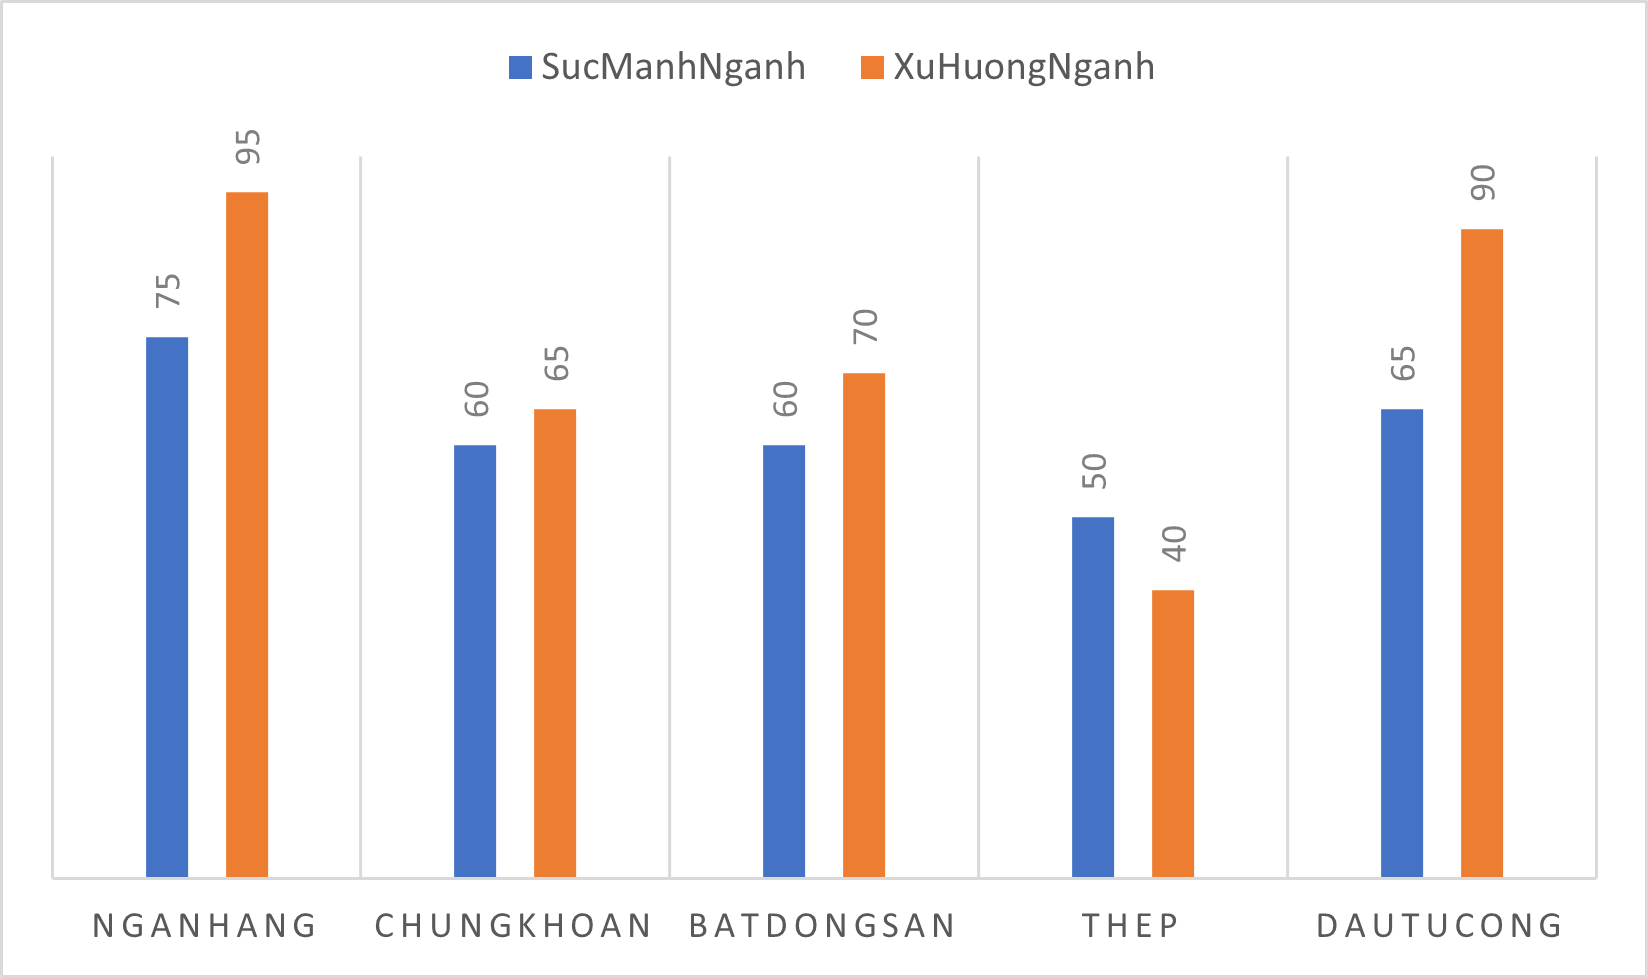 SucManhNganh XuHuongNganh
75 95 60 65 60 70 50 40 65 90
NGANHANG CHUNGKHOAN BATDONGSAN THEP DAUTUCONG